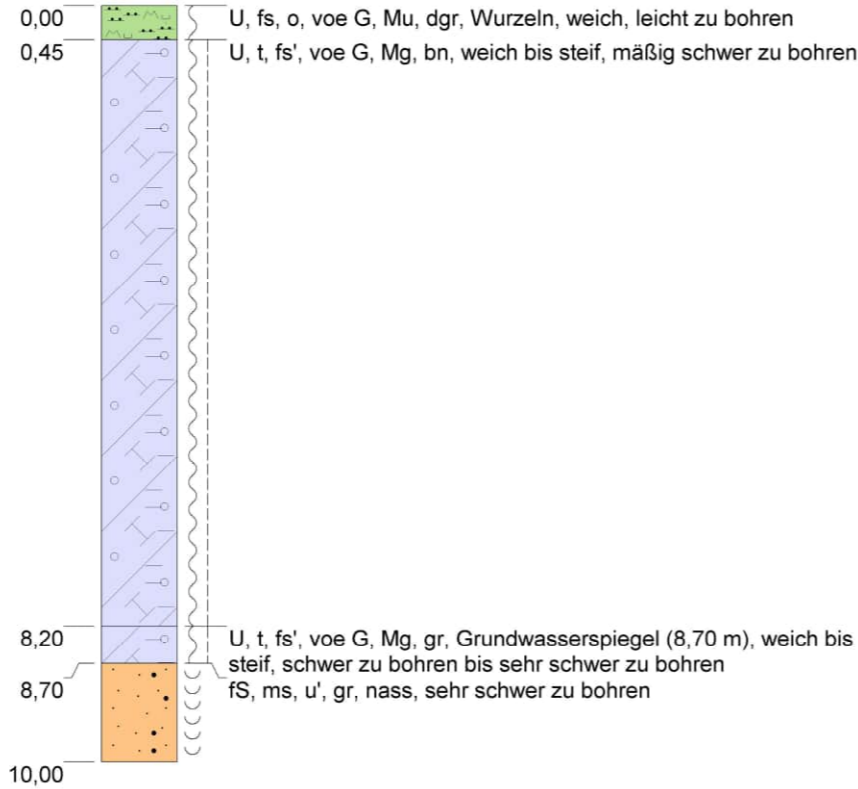 0,00 U, fs, o, voe G, Mu, dgr, Wurzeln, weich, leicht zu bohren
0,45 U, t, fs', voe G, Mg, bn, weich bis steif, mäßig schwer zu bohren
8,20 U, t, fs', voe G, Mg, gr, Grundwasserspiegel (8,70 m), weich bis
steif, schwer zu bohren bis sehr schwer zu bohren
8,70 fS, ms, u', gr, nass, sehr schwer zu bohren
10,00